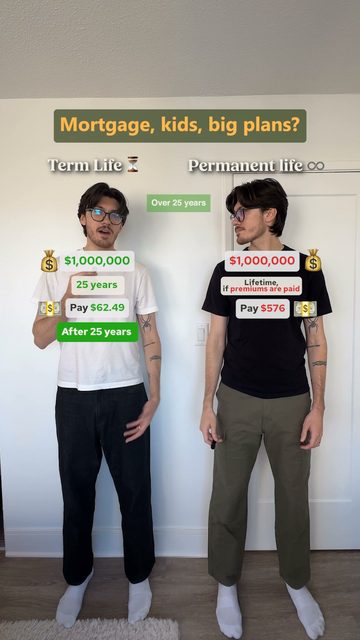 Mortgage, kids, big plans?
Term Life ⏳
Permanent life ♾️
Over 25 years
$1,000,000
25 years
Pay $62.49
After 25 years
$1,000,000
Lifetime,
if premiums are paid
Pay $576